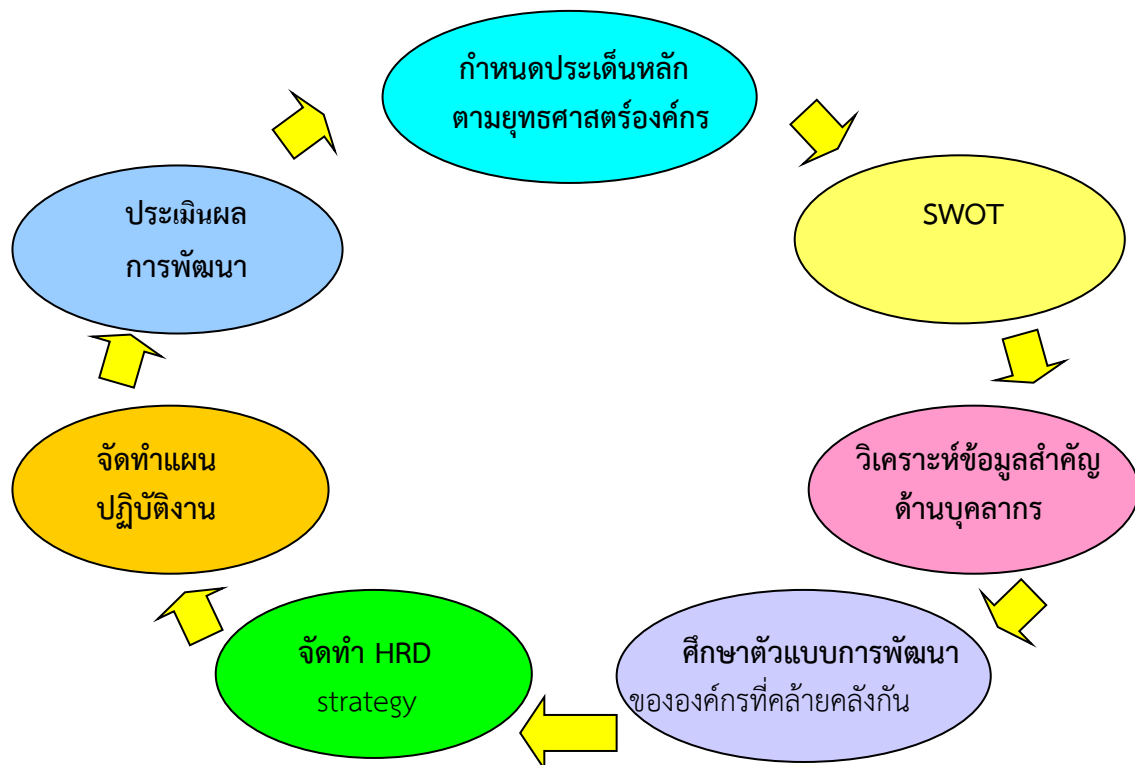 กำหนดประเด็นหลัก
ตามยุทธศาสตร์องค์กร
SWOT
วิเคราะห์ข้อมูลสำคัญ
ด้านบุคลากร
ศึกษาตัวแบบการพัฒนา
ขององค์กรที่คล้ายคลังกัน
จัดทำ HRD
strategy
จัดทำแผน
ปฏิบัติงาน
ประเมินผล
การพัฒนา